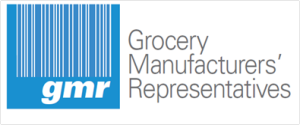 gmr
Grocery
Manufacturers'
Representatives